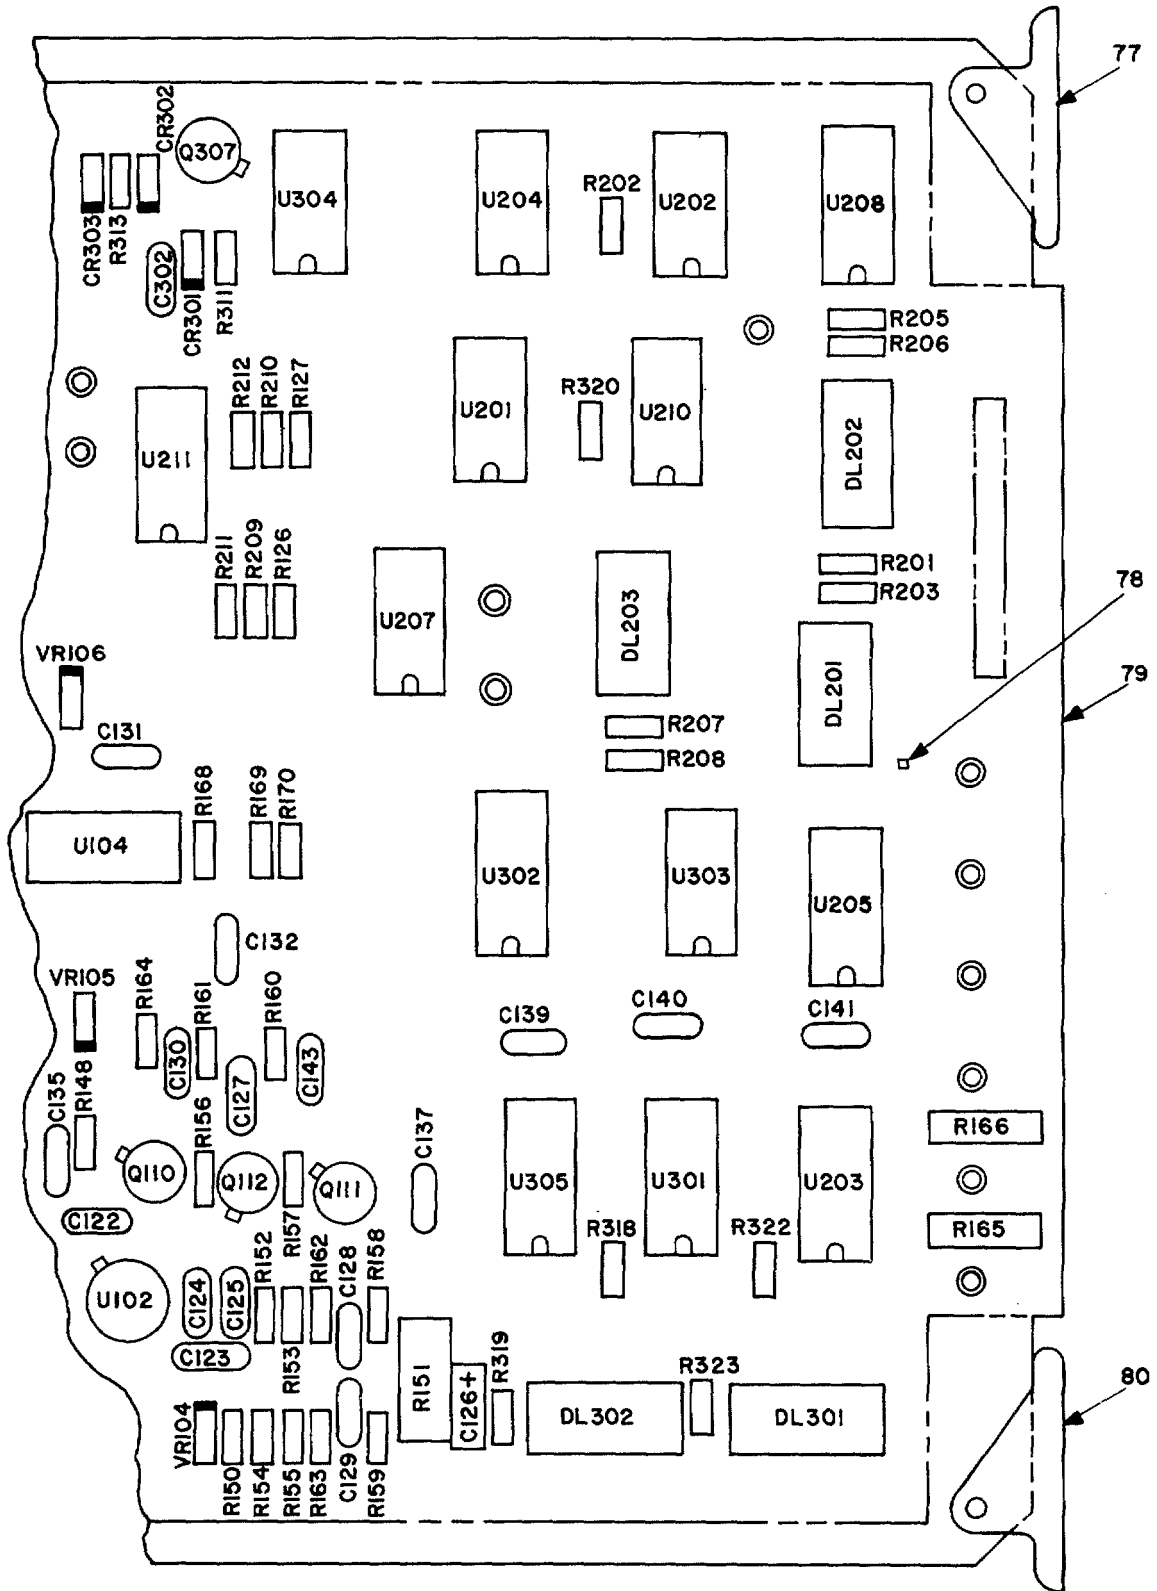 77
CR302
Q307
U304
U204
R202
U202
U208
CR303
R313
C302
CR301
R311
R205
R206
R212
R210
R127
U201
R320
U210
DL202
U211
R211
R209
R126
U207
DL203
R201
R203
78
VR106
DL201
79
C131
R207
R208
R168
R169
R170
U104
U302
U303
U205
C132
VR105
R164
R161
R160
C139
C140
C141
C135
R148
C130
C127
C143
R156
C137
R166
Q110
Q112
Q111
U305
U301
U203
C122
R157
R318
R322
R165
R152
R162
C128
R158
U102
C124
C125
C123
R153
R151
C126+
R319
R323
80
DL302
DL301
VR104
R150
R154
R155
R163
C129
R159